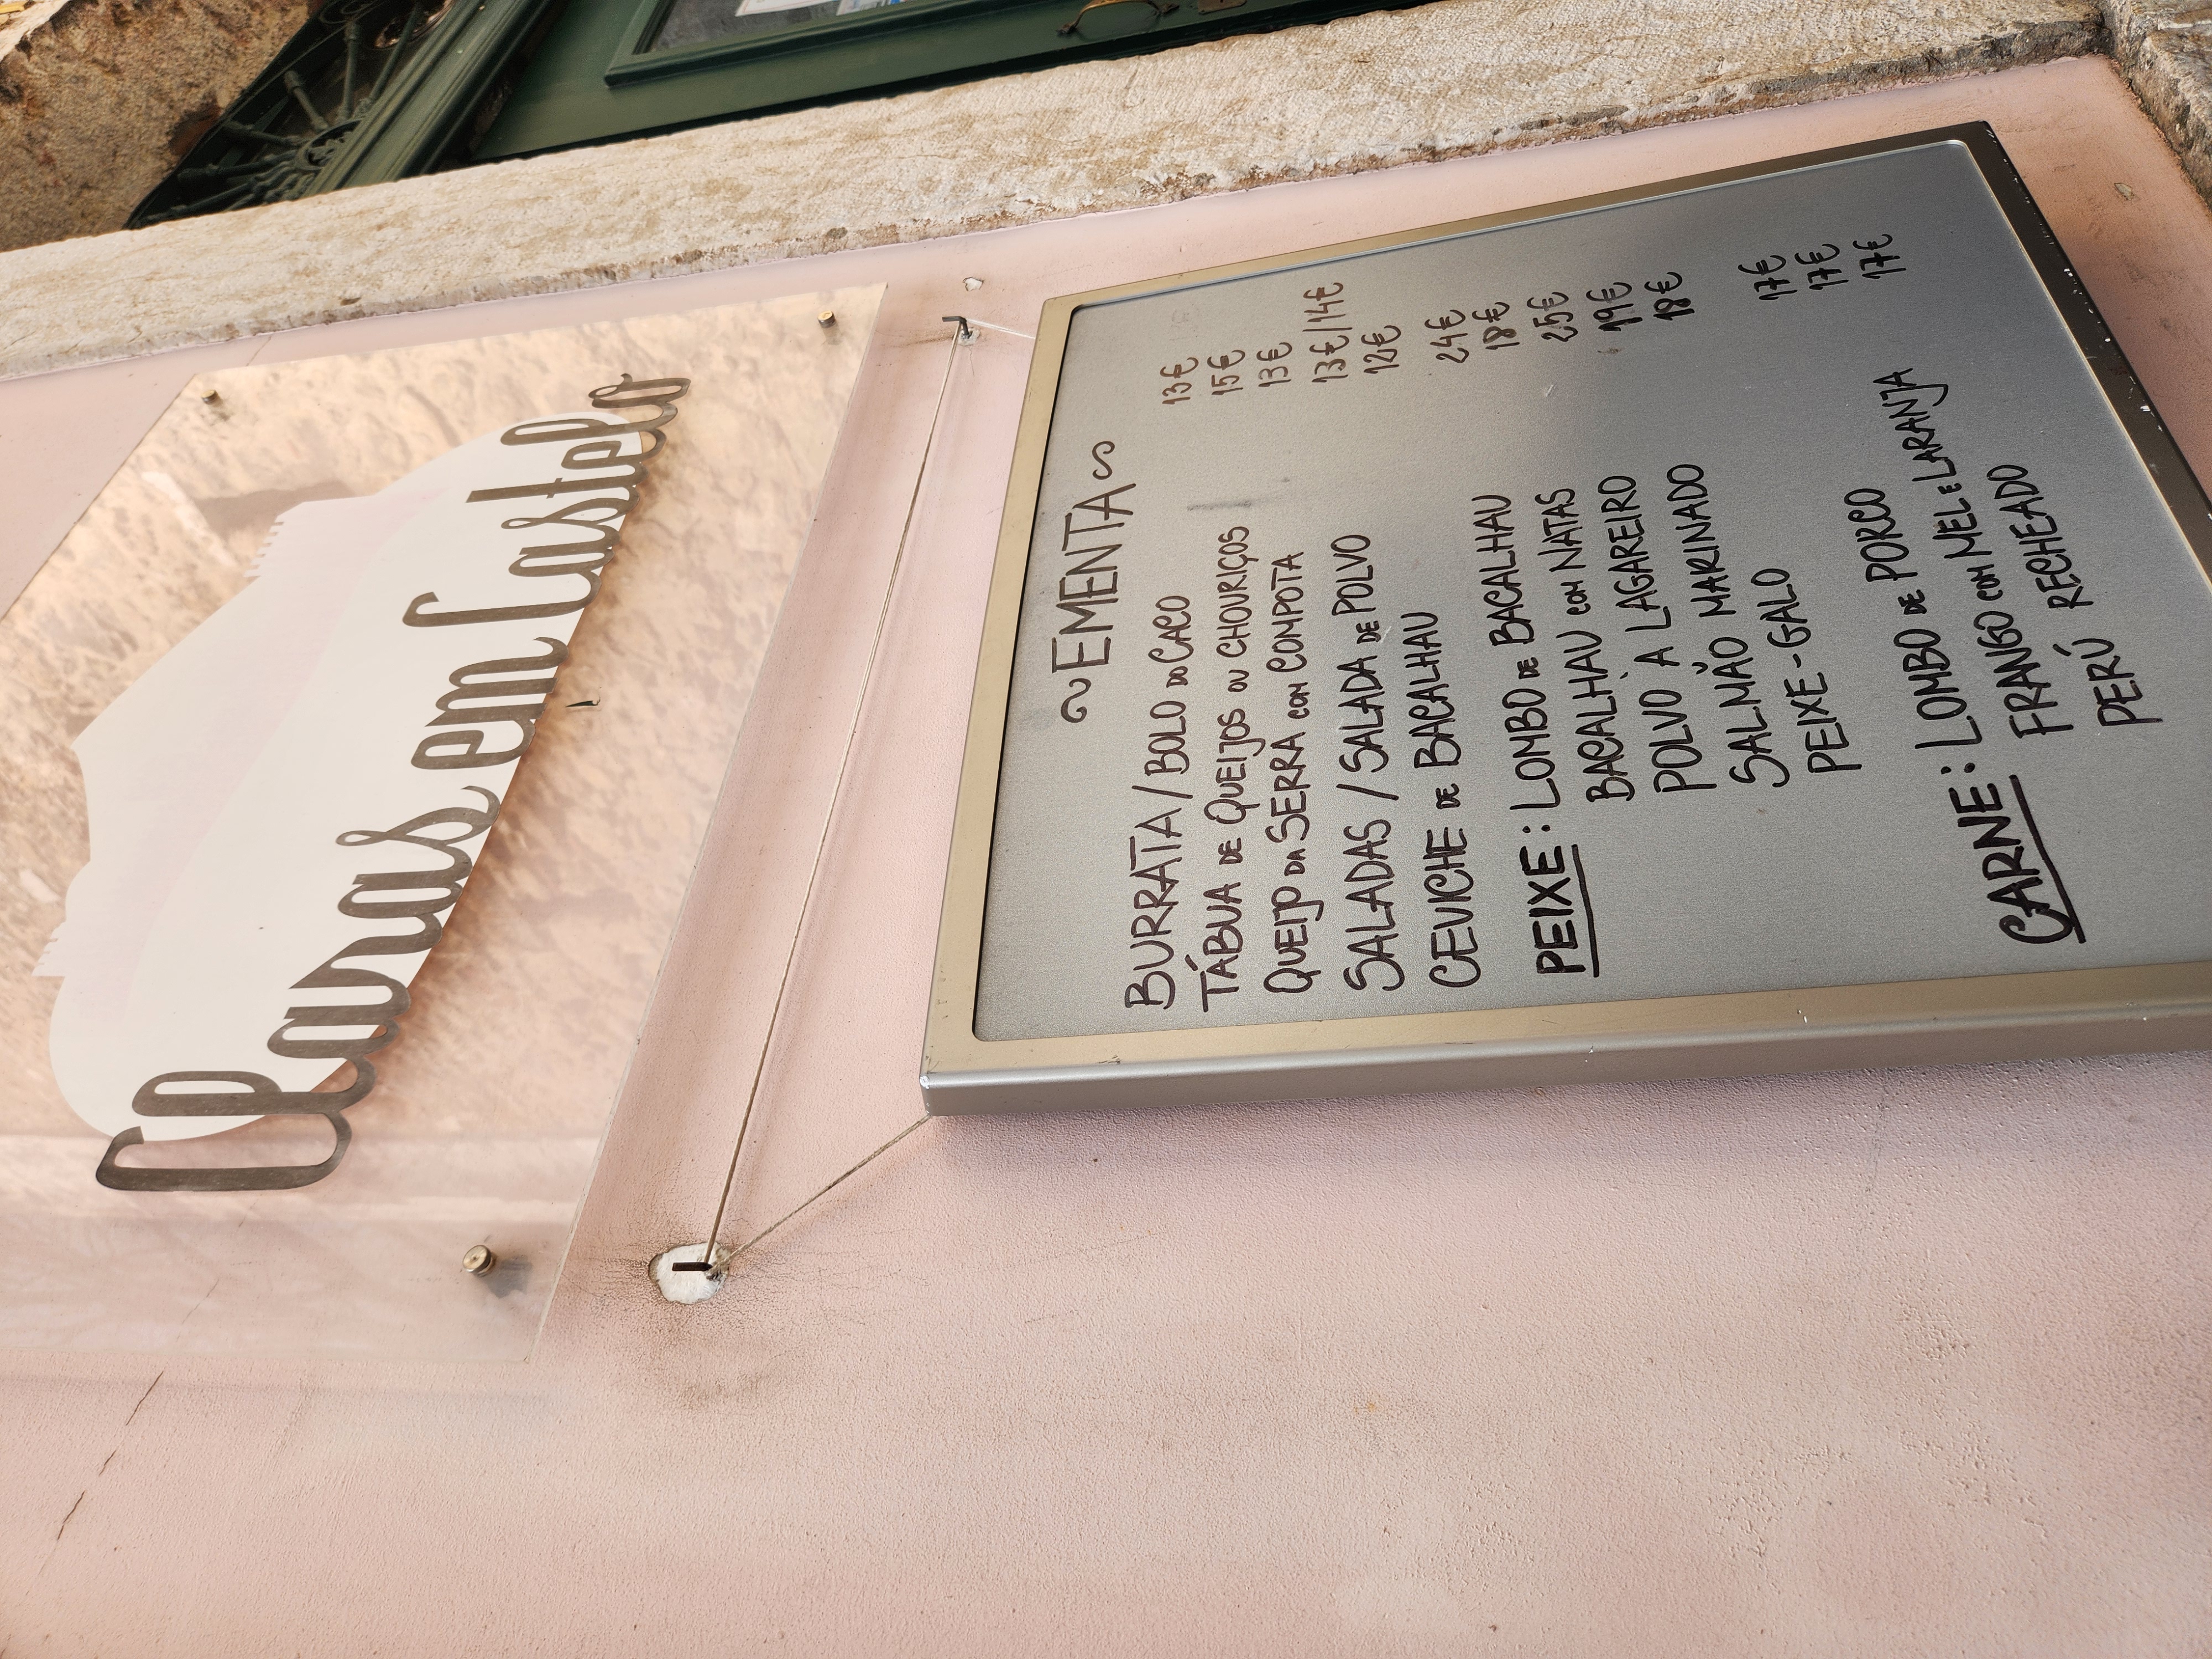 Claras em Castelo
~ EMENTA ~
BURRATA / BOLO DO CACO 13€
TÁBUA DE QUEIJOS OU CHOURIÇOS 15€
QUEIJO DA SERRA COM COMPOTA 13€
SALADAS / SALADA DE POLVO 13€/14€
CEVICHE DE BACALHAU 12€
PEIXE: LOMBO DE BACALHAU 24€
BACALHAU COM NATAS 18€
POLVO À LAGAREIRO 25€
SALMÃO MARINADO 19€
PEIXE-GALO 18€
CARNE: LOMBO DE PORCO 17€
FRANGO COM MEL E LARANJA 17€
PERÚ RECHEADO 17€